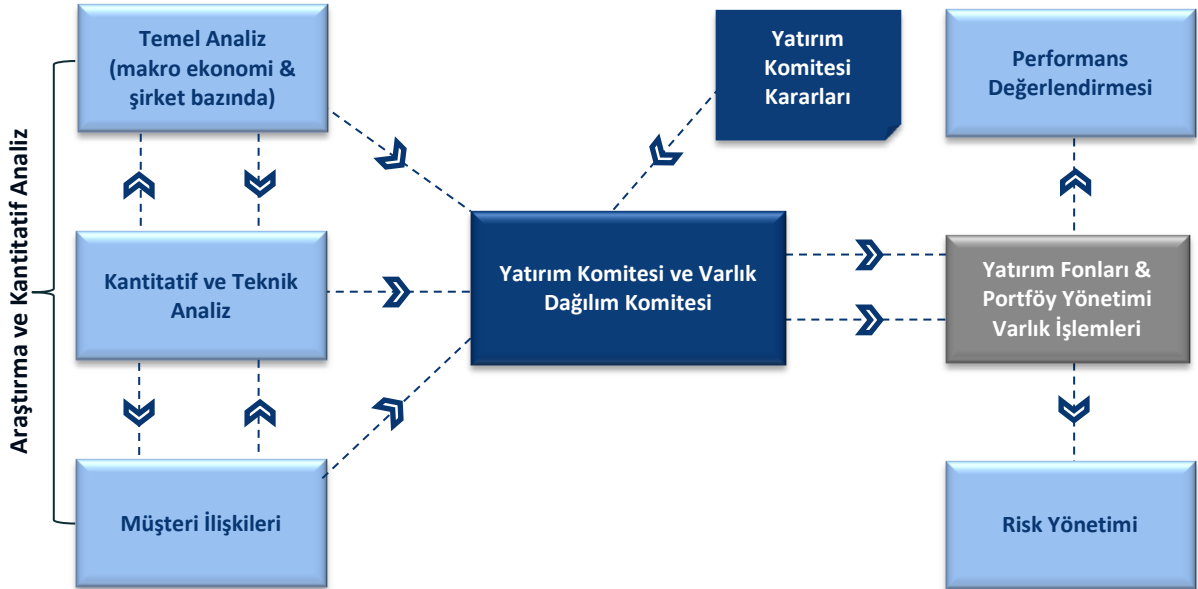 Araştırma ve Kantitatif Analiz
Temel Analiz
(makro ekonomi &
şirket bazında)
Kantitatif ve Teknik
Analiz
Müşteri İlişkileri
Yatırım
Komitesi
Kararları
Yatırım Komitesi ve Varlık
Dağılım Komitesi
Performans
Değerlendirmesi
Yatırım Fonları &
Portföy Yönetimi
Varlık İşlemleri
Risk Yönetimi